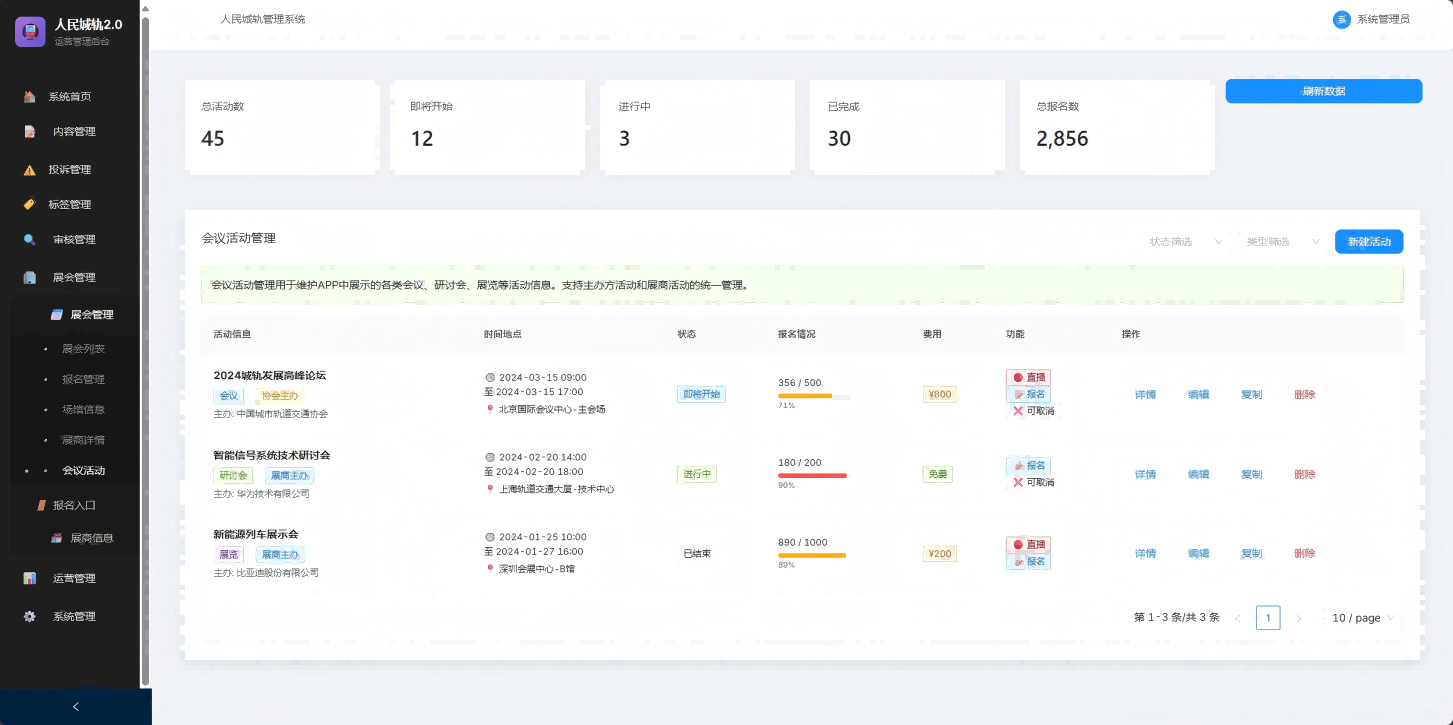 人民城轨2.0
运营管理后台
系统首页
内容管理
投诉管理
标签管理
审核管理
展会管理
展会管理
展会列表
报名管理
场馆信息
展商详情
会议活动
报名入口
展商信息
运营管理
系统管理
人民城轨管理系统
系 系统管理员
总活动数
45
即将开始
12
进行中
3
已完成
30
总报名数
2,856
刷新数据
会议活动管理
状态筛选
类型筛选
新建活动
会议活动管理用于维护APP中展示的各类会议、研讨会、展览等活动信息。支持主办方活动和展商活动的统一管理。
活动信息 时间地点 状态 报名情况 费用 功能 操作
2024城轨发展高峰论坛
会议 协会主办
主办: 中国城市轨道交通协会
2024-03-15 09:00
至 2024-03-15 17:00
北京国际会议中心-主会场
即将开始
356 / 500
71%
¥800
直播
报名
可取消
详情 编辑 复制 删除
智能信号系统技术研讨会
研讨会 展商主办
主办: 华为技术有限公司
2024-02-20 14:00
至 2024-02-20 18:00
上海轨道交通大厦-技术中心
进行中
180 / 200
90%
免费
报名
可取消
详情 编辑 复制 删除
新能源列车展示会
展览 展商主办
主办: 比亚迪股份有限公司
2024-01-25 10:00
至 2024-01-27 16:00
深圳会展中心-B馆
已结束
890 / 1000
89%
¥200
直播
报名
详情 编辑 复制 删除
第 1-3 条/共 3 条 1 10 / page